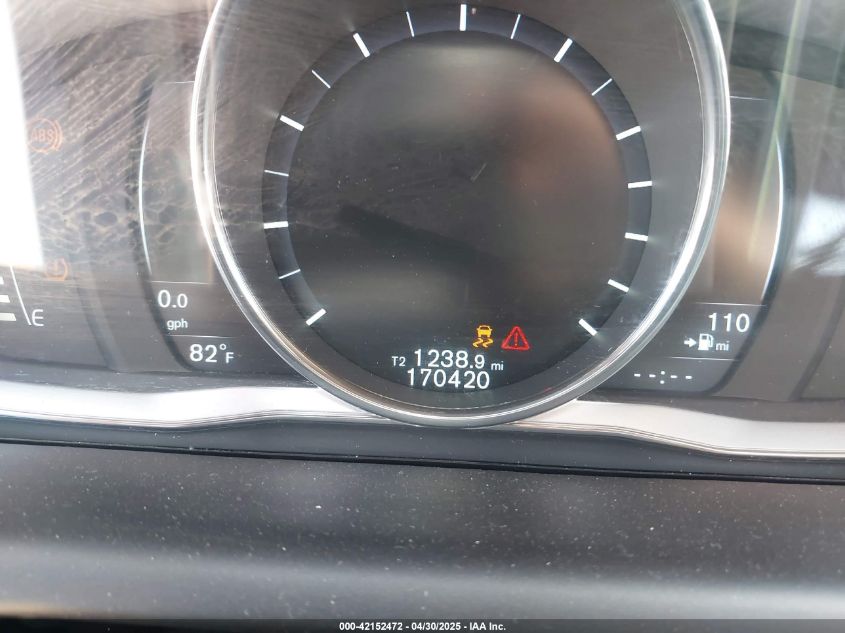 ABS
E
0.0
gph
82°F
T2 1238.9 mi
170420
110
mi
--:--
000-42152472 - 04/30/2025 - IAA Inc.